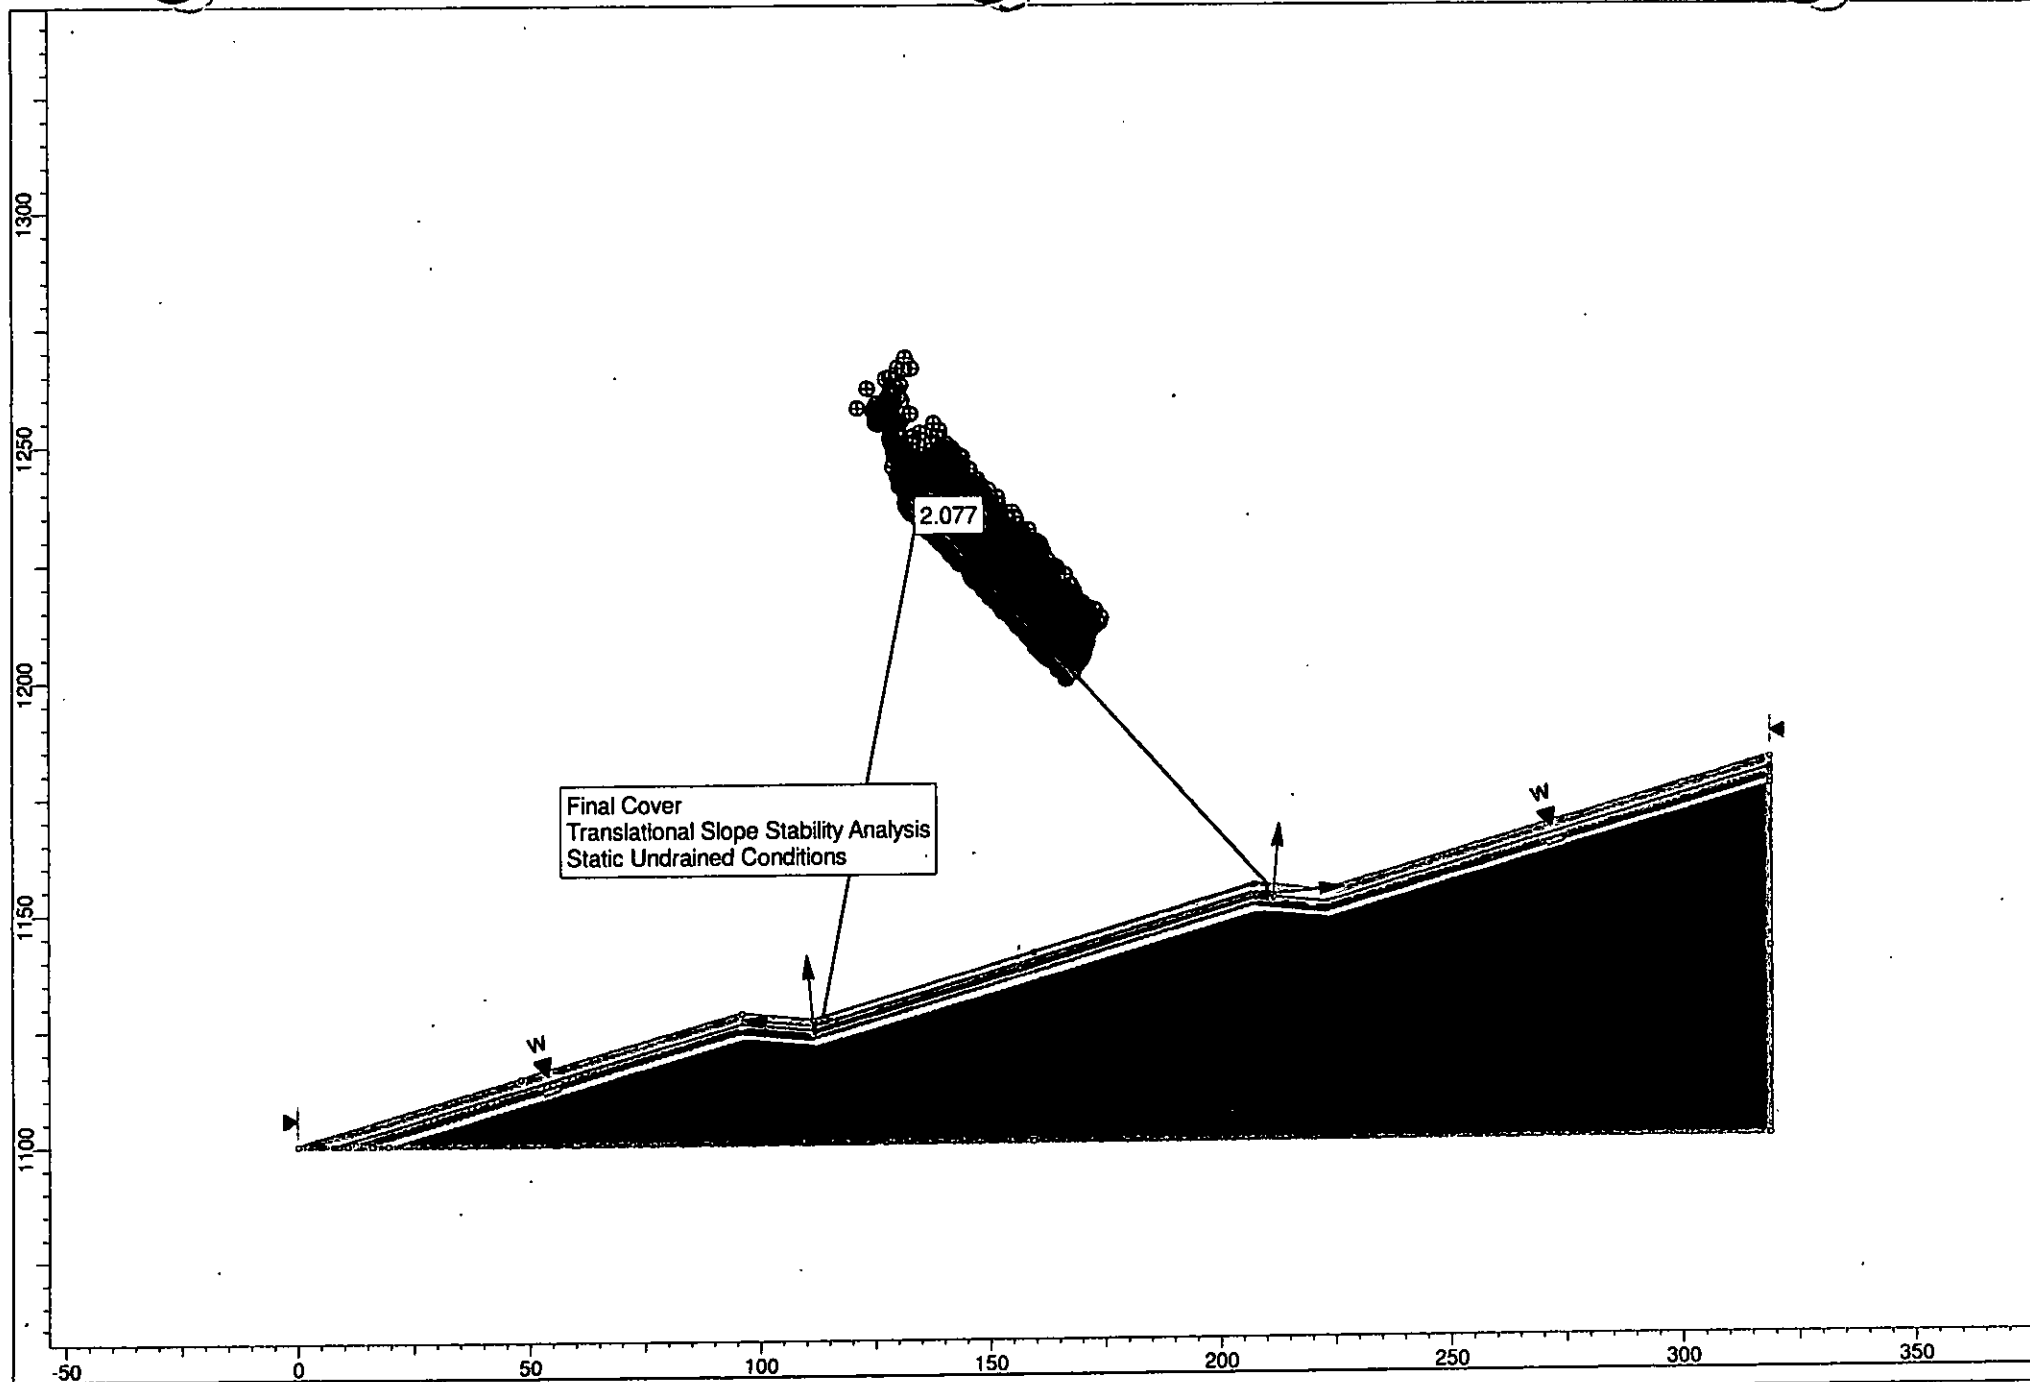 1300
1250
2.077
1200
Final Cover
Translational Slope Stability Analysis
Static Undrained Conditions
W
1150
W
1100
-50 0 50 100 150 200 250 300 350